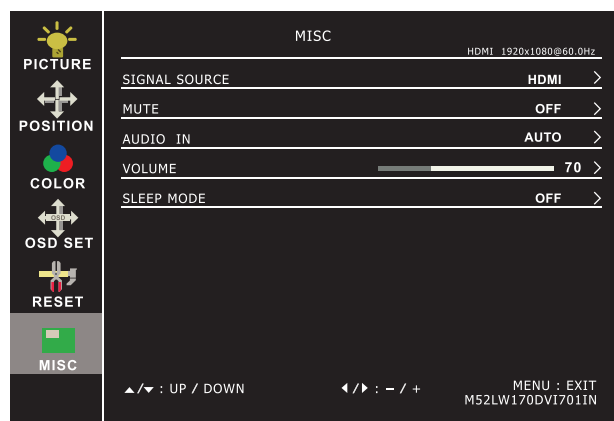 PICTURE
POSITION
COLOR
OSD
OSD SET
RESET
MISC
MISC
HDMI 1920x1080@60.0Hz
SIGNAL SOURCE HDMI >
MUTE OFF >
AUDIO IN AUTO >
VOLUME 70 >
SLEEP MODE OFF >
▲/▼ : UP / DOWN ◀/▶ : – / + MENU : EXIT
M52LW170DVI701IN